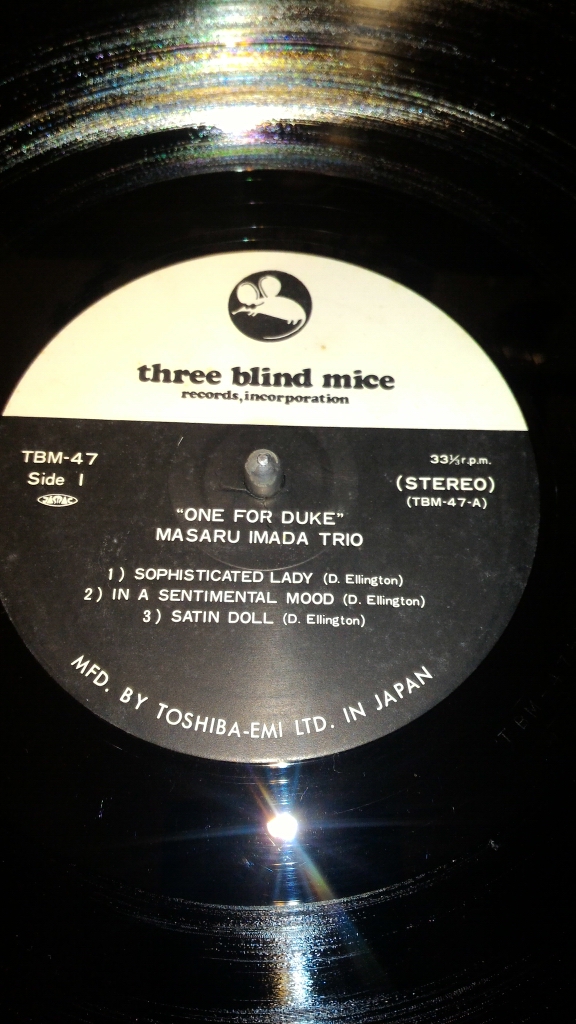 three blind mice
records, incorporation
TBM-47
Side 1
JASRAC
33⅓ r.p.m.
(STEREO)
(TBM-47-A)
"ONE FOR DUKE"
MASARU IMADA TRIO
1) SOPHISTICATED LADY (D. Ellington)
2) IN A SENTIMENTAL MOOD (D. Ellington)
3) SATIN DOLL (D. Ellington)
MFD. BY TOSHIBA-EMI LTD. IN JAPAN